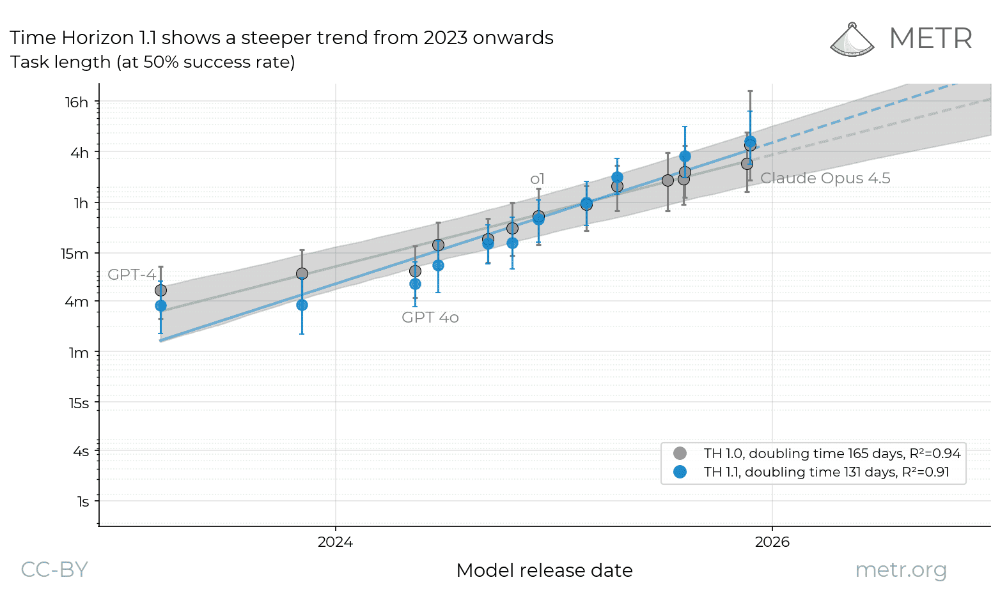 Time Horizon 1.1 shows a steeper trend from 2023 onwards
Task length (at 50% success rate)
METR
16h
4h
1h
15m
4m
1m
15s
4s
1s
GPT-4
GPT 4o
o1
Claude Opus 4.5
TH 1.0, doubling time 165 days, R²=0.94
TH 1.1, doubling time 131 days, R²=0.91
2024
2026
Model release date
CC-BY
metr.org